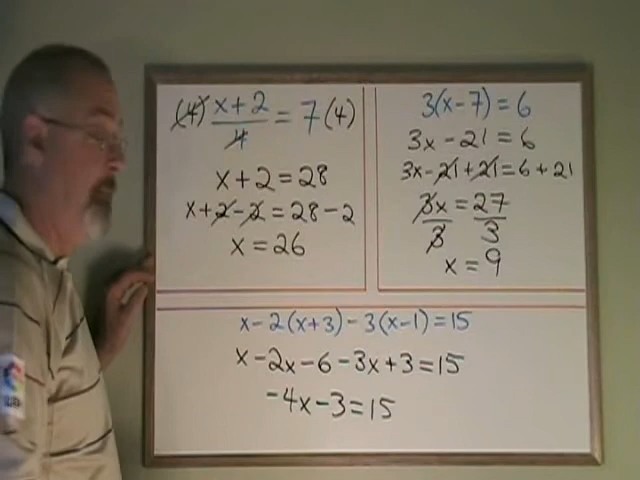 (4) x+2 / 4 = 7(4)
x+2=28
x+2-2=28-2
x=26
3(x-7)=6
3x-21=6
3x-21+21=6+21
3x/3=27/3
x=9
x-2(x+3)-3(x-1)=15
x-2x-6-3x+3=15
-4x-3=15